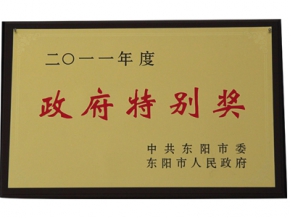 二〇一一年度
政府特别奖
中共东阳市委
东阳市人民政府